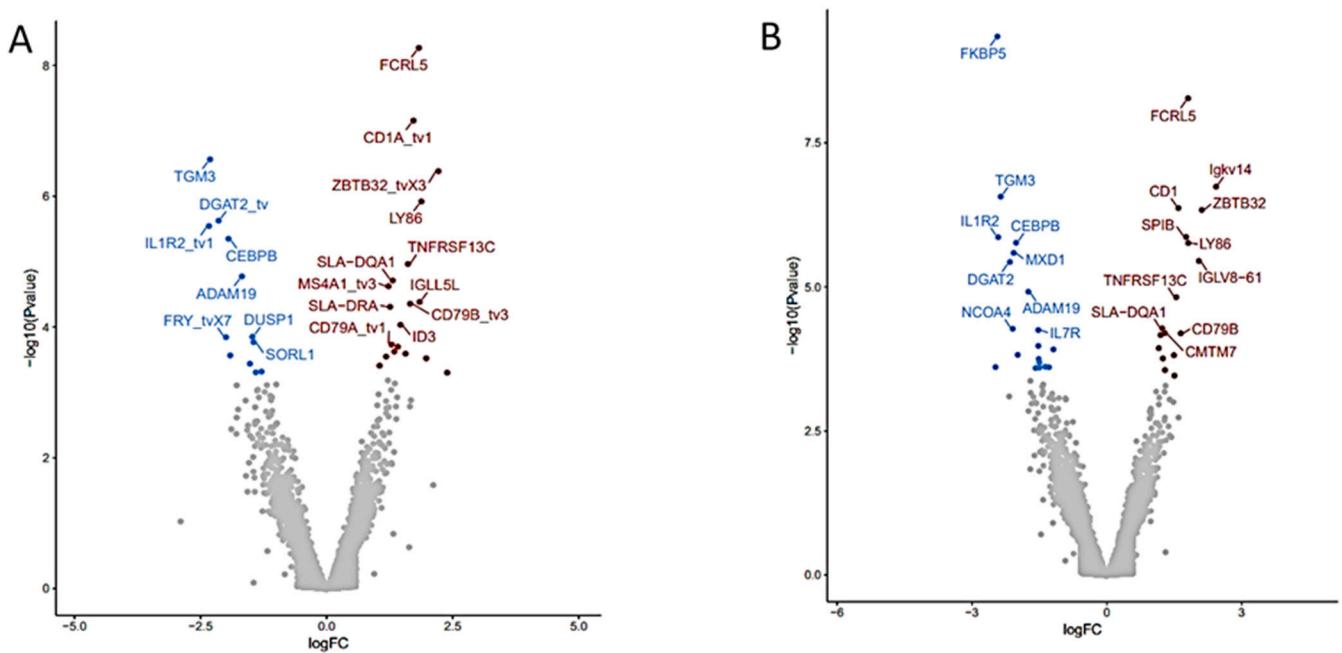 A
B
8
6
4
2
0
−log10(Pvalue)
FCRL5
CD1A_tv1
TGM3
ZBTB32_tvX3
DGAT2_tv
LY86
IL1R2_tv1
CEBPB
TNFRSF13C
SLA−DQA1
ADAM19
MS4A1_tv3
IGLL5L
SLA−DRA
CD79B_tv3
FRY_tvX7
DUSP1
CD79A_tv1
ID3
SORL1
−5.0
−2.5
0.0
2.5
5.0
logFC
7.5
5.0
2.5
0.0
−log10(Pvalue)
FKBP5
FCRL5
Igkv14
TGM3
CD1
ZBTB32
IL1R2
CEBPB
SPIB
LY86
MXD1
DGAT2
IGLV8−61
TNFRSF13C
NCOA4
ADAM19
SLA−DQA1
IL7R
CD79B
CMTM7
−6
−3
0
3
logFC